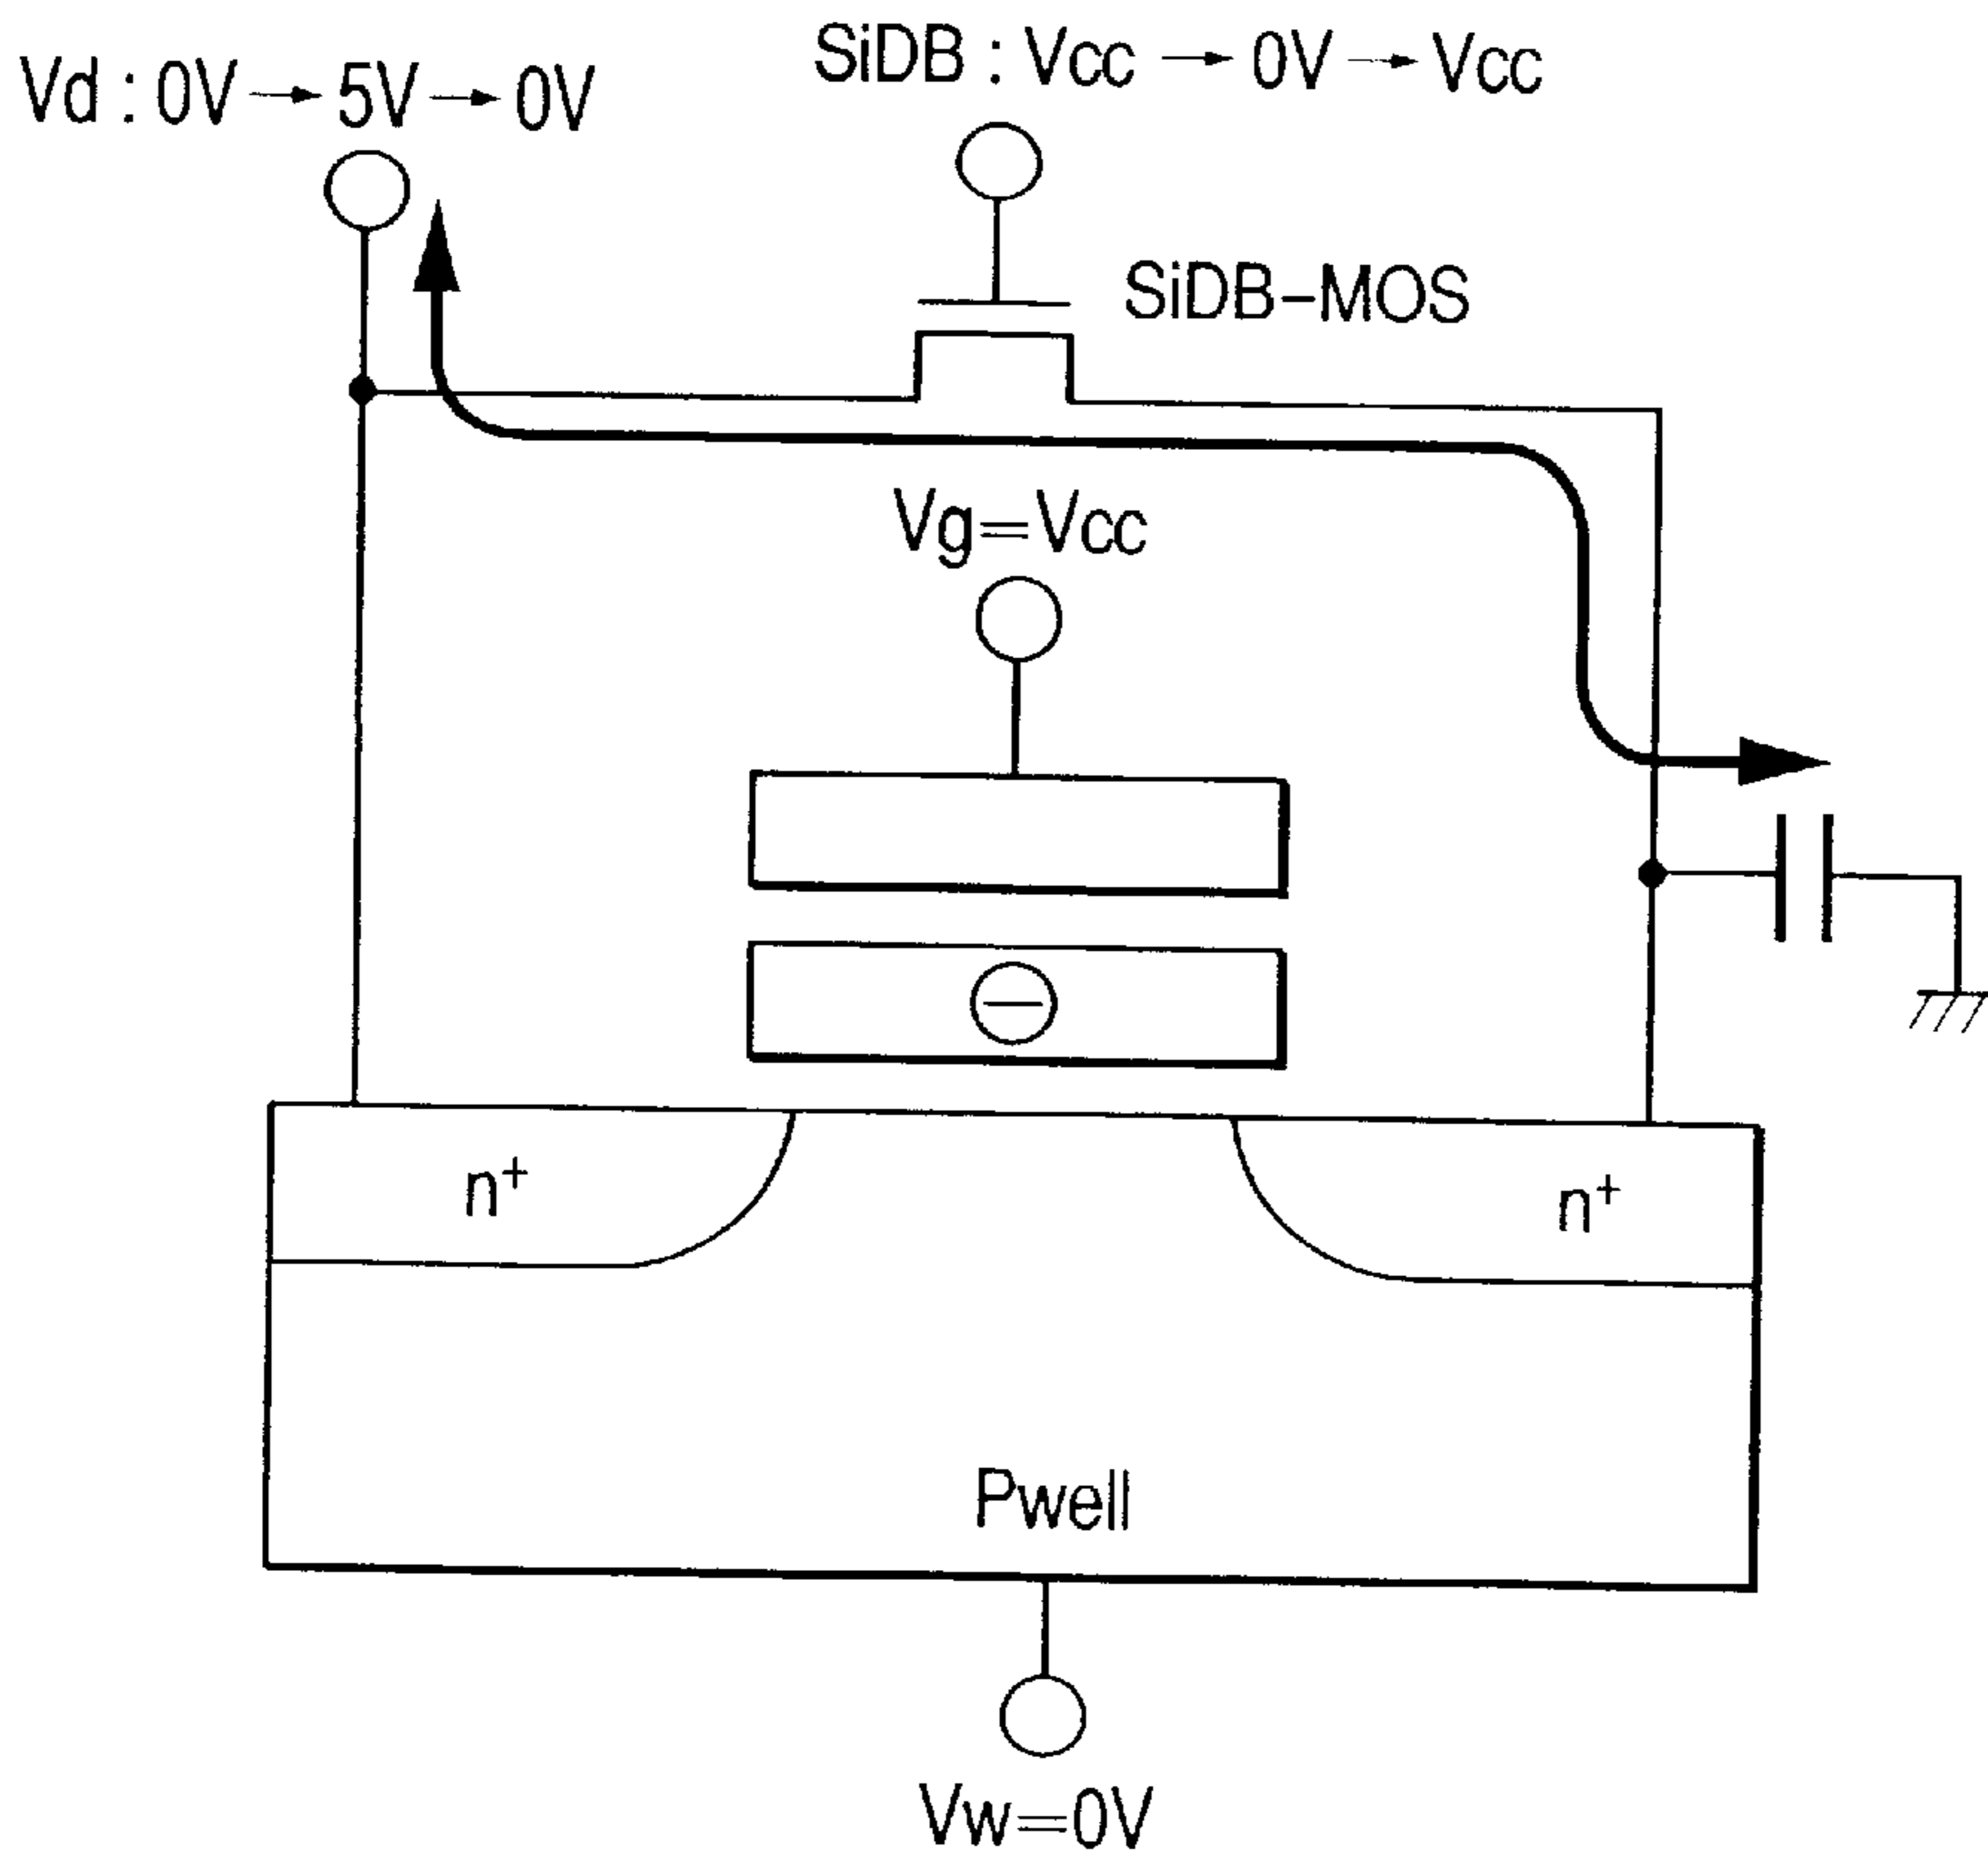 SiDB : Vcc → 0V → Vcc
Vd : 0V → 5V → 0V
SiDB-MOS
Vg=Vcc
−
n+
n+
Pwell
Vw=0V